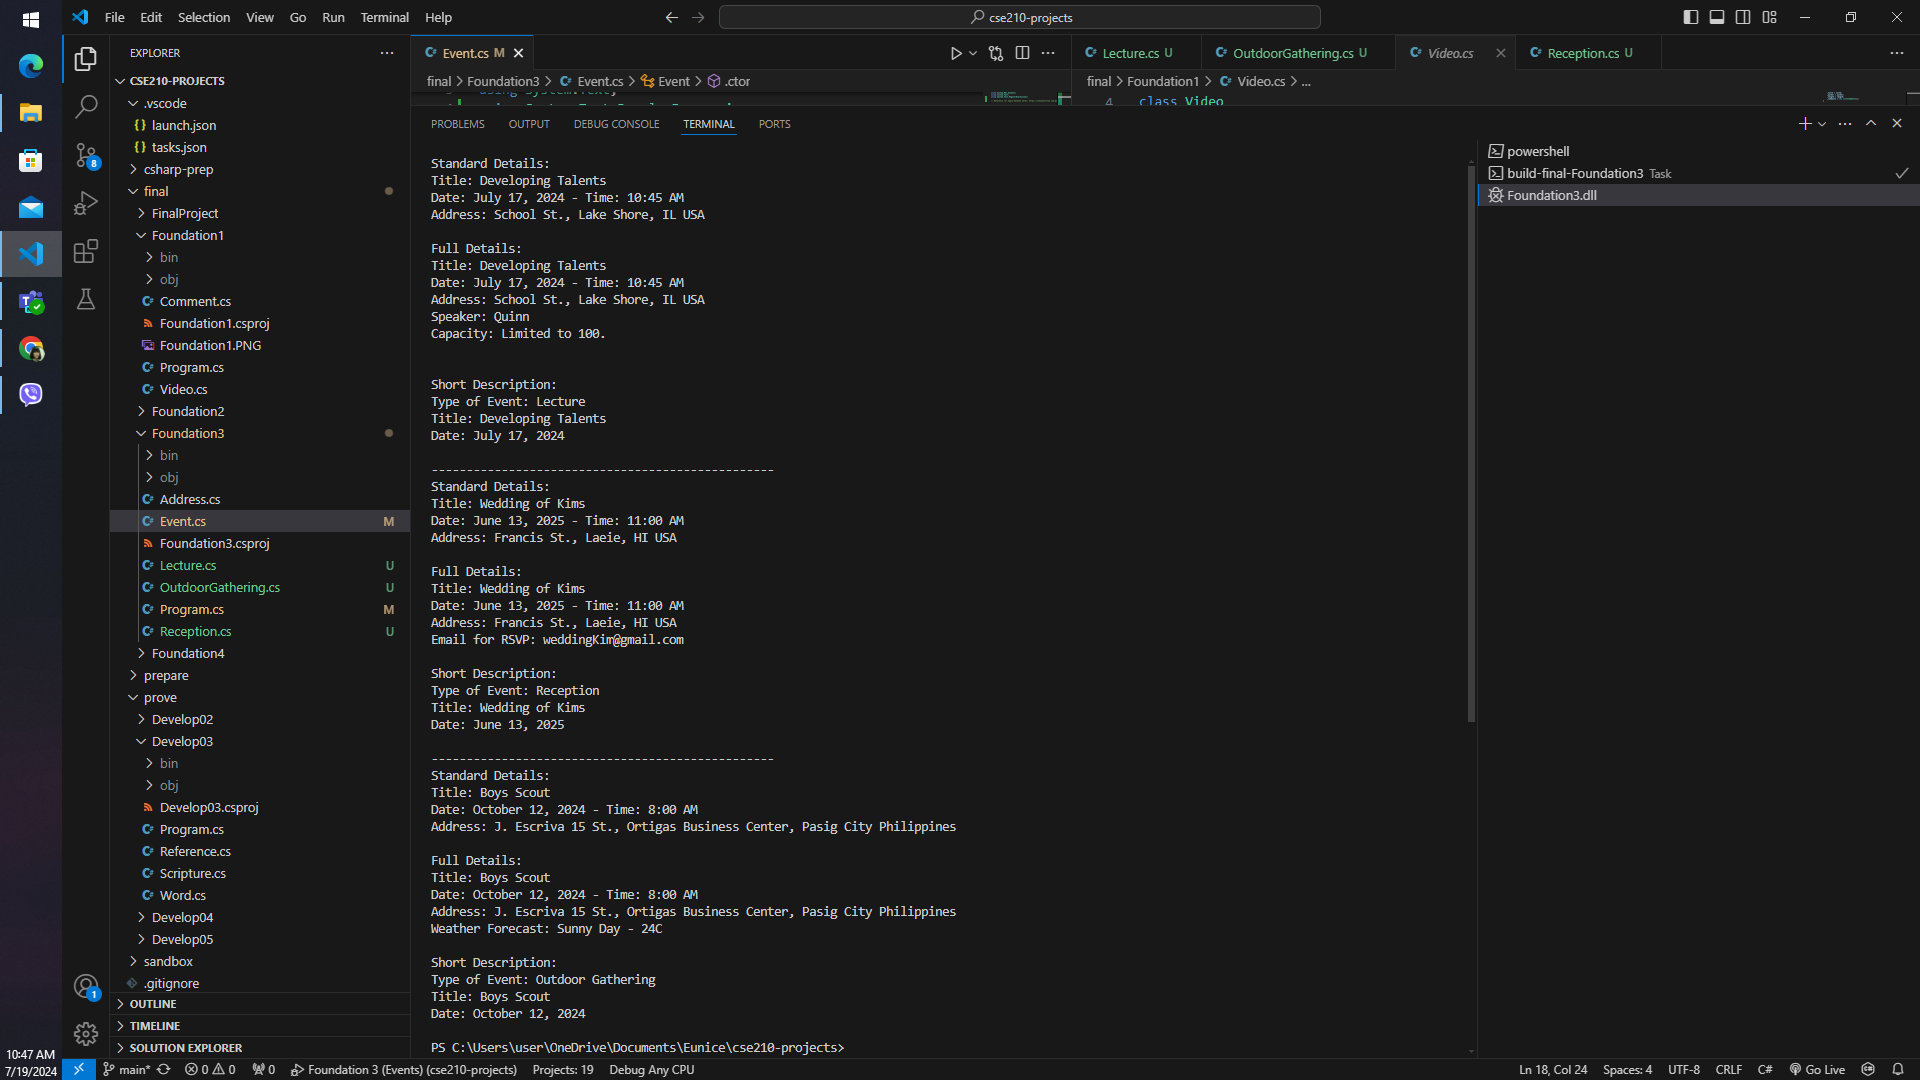 File Edit Selection View Go Run Terminal Help
cse210-projects
EXPLORER
CSE210-PROJECTS
.vscode
launch.json
tasks.json
csharp-prep
final
FinalProject
Foundation1
bin
obj
Comment.cs
Foundation1.csproj
Foundation1.PNG
Program.cs
Video.cs
Foundation2
Foundation3
bin
obj
Address.cs
Event.cs M
Foundation3.csproj
Lecture.cs U
OutdoorGathering.cs U
Program.cs M
Reception.cs U
Foundation4
prepare
prove
Develop02
Develop03
bin
obj
Develop03.csproj
Program.cs
Reference.cs
Scripture.cs
Word.cs
Develop04
Develop05
sandbox
.gitignore
OUTLINE
TIMELINE
SOLUTION EXPLORER
8
1
Event.cs M
final > Foundation3 > Event.cs > Event > .ctor
Lecture.cs U OutdoorGathering.cs U Video.cs Reception.cs U
final > Foundation1 > Video.cs > ...
4 class Video
PROBLEMS OUTPUT DEBUG CONSOLE TERMINAL PORTS
Standard Details:
Title: Developing Talents
Date: July 17, 2024 - Time: 10:45 AM
Address: School St., Lake Shore, IL USA
Full Details:
Title: Developing Talents
Date: July 17, 2024 - Time: 10:45 AM
Address: School St., Lake Shore, IL USA
Speaker: Quinn
Capacity: Limited to 100.
Short Description:
Type of Event: Lecture
Title: Developing Talents
Date: July 17, 2024
-------------------------------------------------
Standard Details:
Title: Wedding of Kims
Date: June 13, 2025 - Time: 11:00 AM
Address: Francis St., Laeie, HI USA
Full Details:
Title: Wedding of Kims
Date: June 13, 2025 - Time: 11:00 AM
Address: Francis St., Laeie, HI USA
Email for RSVP: weddingKim@gmail.com
Short Description:
Type of Event: Reception
Title: Wedding of Kims
Date: June 13, 2025
-------------------------------------------------
Standard Details:
Title: Boys Scout
Date: October 12, 2024 - Time: 8:00 AM
Address: J. Escriva 15 St., Ortigas Business Center, Pasig City Philippines
Full Details:
Title: Boys Scout
Date: October 12, 2024 - Time: 8:00 AM
Address: J. Escriva 15 St., Ortigas Business Center, Pasig City Philippines
Weather Forecast: Sunny Day - 24C
Short Description:
Type of Event: Outdoor Gathering
Title: Boys Scout
Date: October 12, 2024
PS C:\Users\user\OneDrive\Documents\Eunice\cse210-projects>
powershell
build-final-Foundation3 Task
Foundation3.dll
10:47 AM
7/19/2024
main* 0 0 0 Foundation 3 (Events) (cse210-projects) Projects: 19 Debug Any CPU
Ln 18, Col 24 Spaces: 4 UTF-8 CRLF C# Go Live